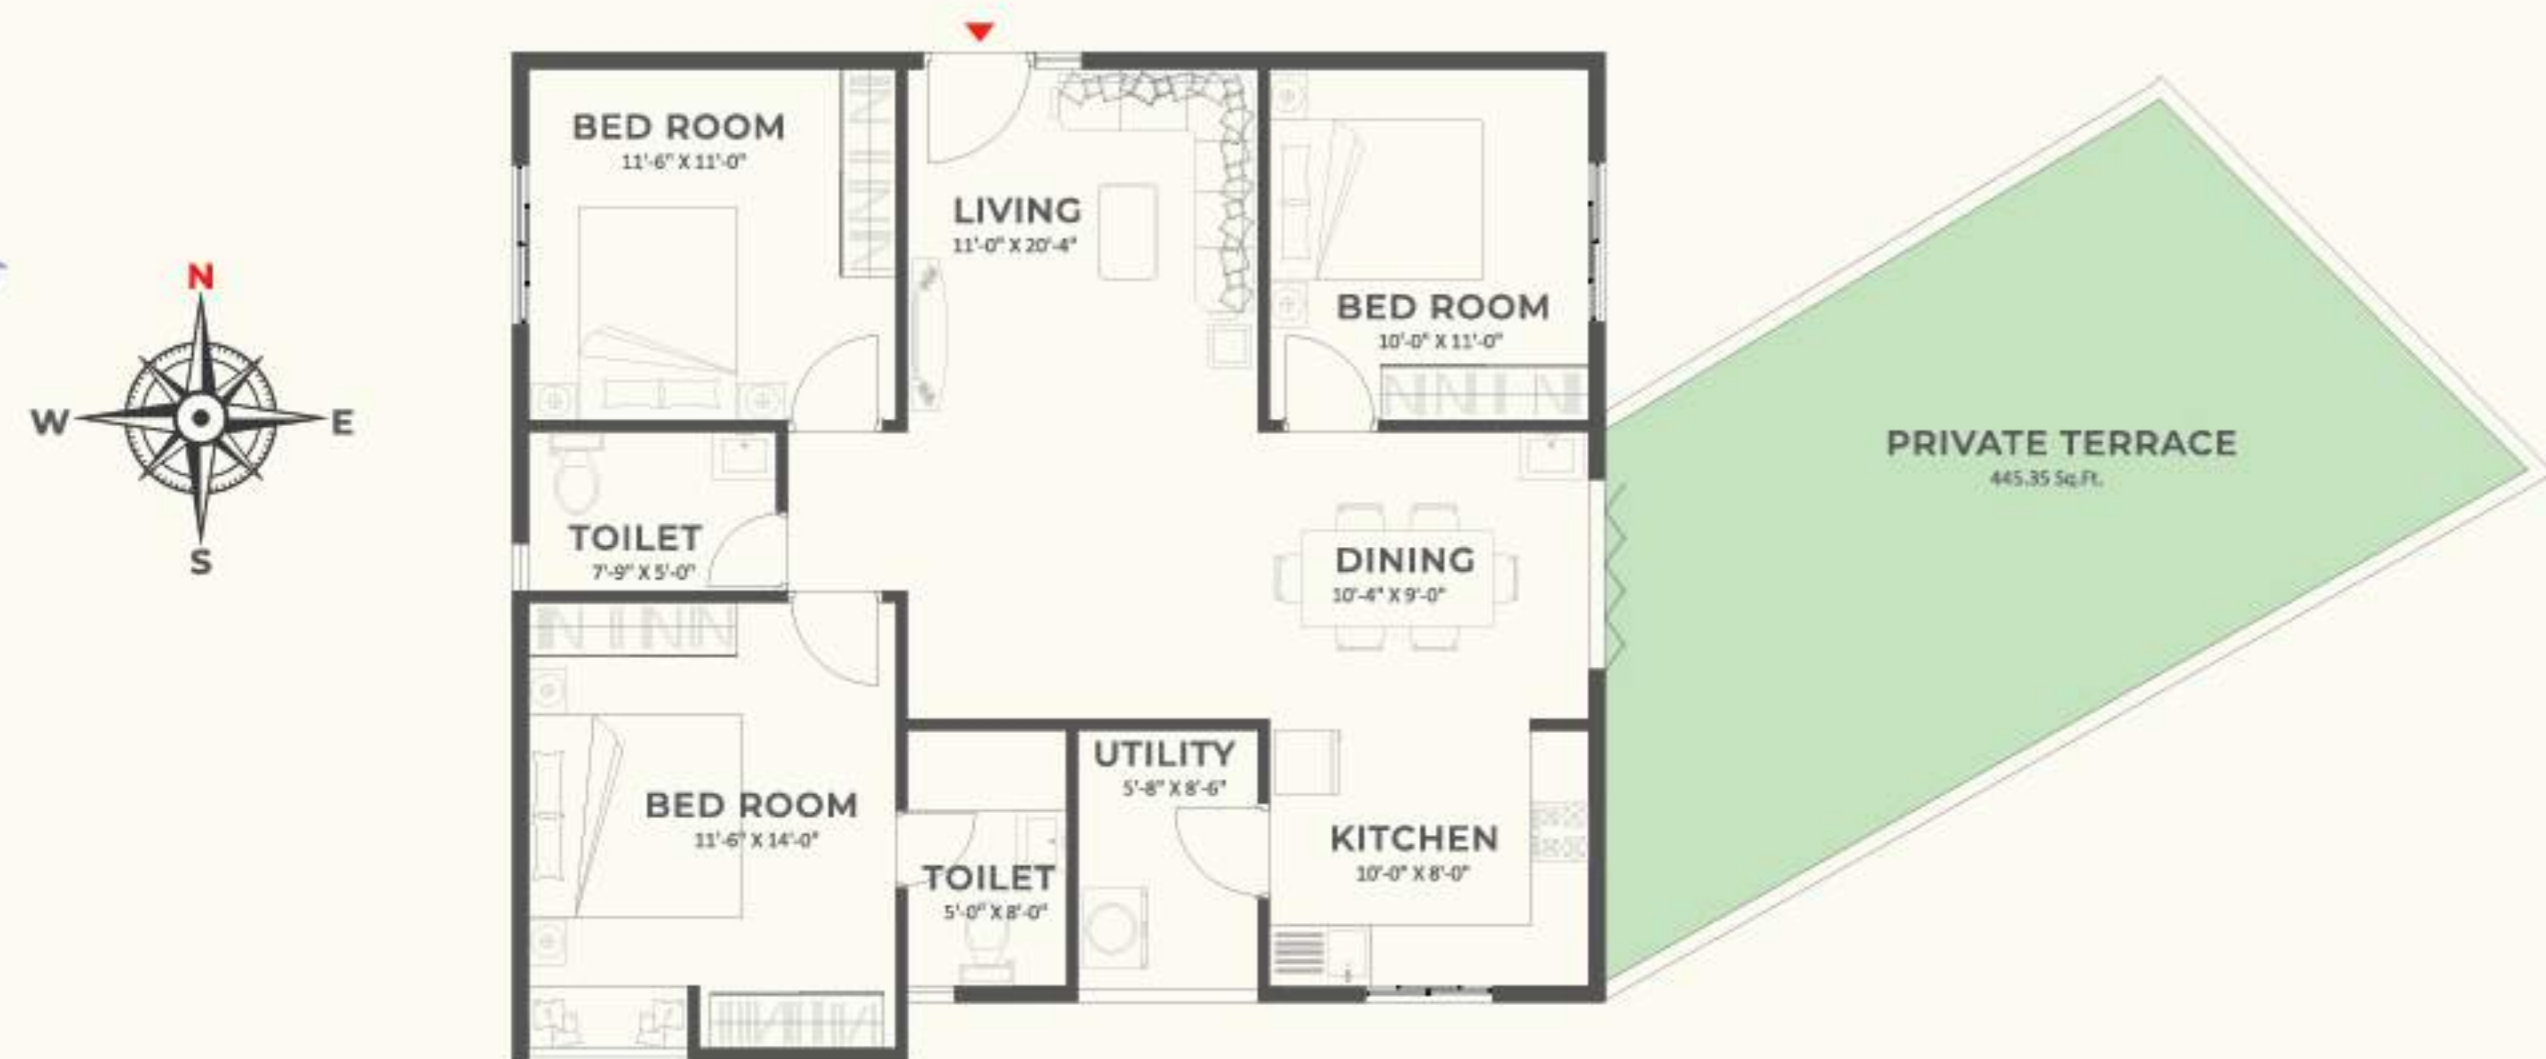 N
W
E
S
BED ROOM
11'-6" X 11'-0"
LIVING
11'-0" X 20'-4"
BED ROOM
10'-0" X 11'-0"
TOILET
7'-9" X 5'-0"
DINING
10'-4" X 9'-0"
PRIVATE TERRACE
445.35 Sq.Ft.
BED ROOM
11'-6" X 14'-0"
TOILET
5'-0" X 8'-0"
UTILITY
5'-8" X 8'-6"
KITCHEN
10'-0" X 8'-0"